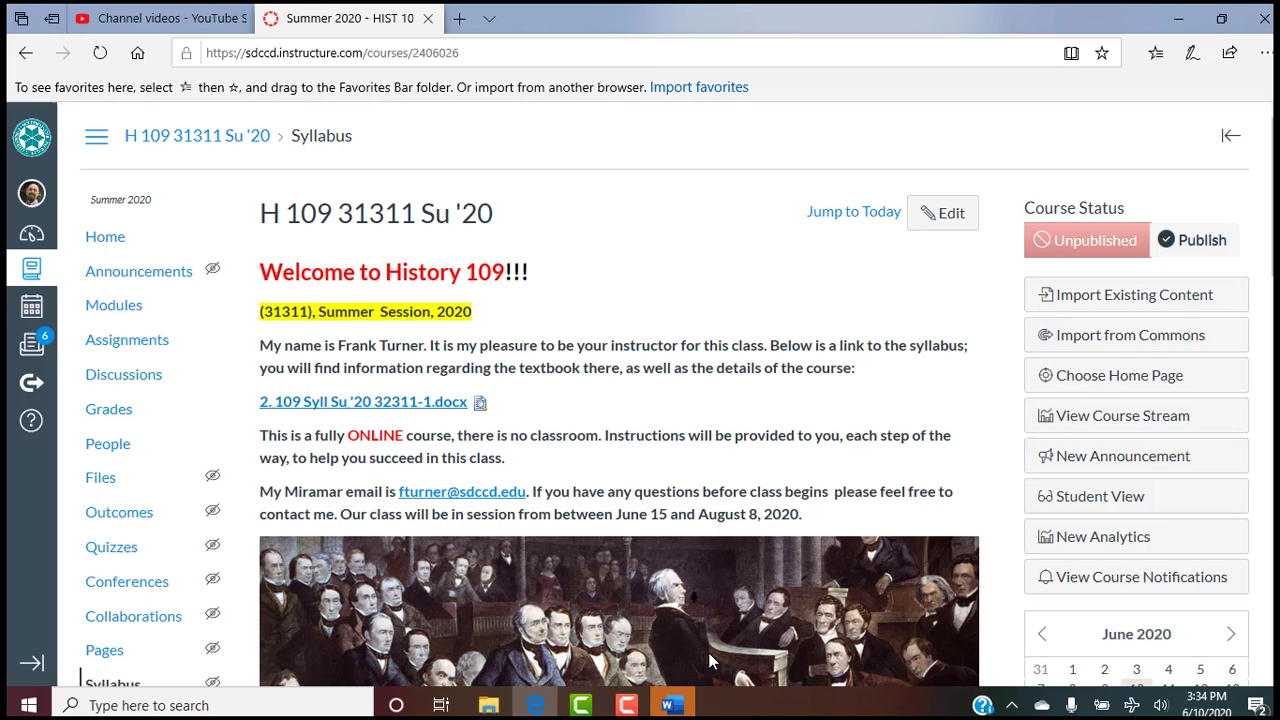 Channel videos - YouTube S
Summer 2020 - HIST 10
https://sdccd.instructure.com/courses/2406026
To see favorites here, select then ☆, and drag to the Favorites Bar folder. Or import from another browser. Import favorites
H 109 31311 Su '20 › Syllabus
Summer 2020
Home
Announcements
Modules
Assignments
Discussions
Grades
People
Files
Outcomes
Quizzes
Conferences
Collaborations
Pages
Syllabus
6
H 109 31311 Su '20
Jump to Today
Edit
Welcome to History 109!!!
(31311), Summer Session, 2020
My name is Frank Turner. It is my pleasure to be your instructor for this class. Below is a link to the syllabus;
you will find information regarding the textbook there, as well as the details of the course:
2. 109 Syll Su '20 32311-1.docx
This is a fully ONLINE course, there is no classroom. Instructions will be provided to you, each step of the
way, to help you succeed in this class.
My Miramar email is fturner@sdccd.edu. If you have any questions before class begins please feel free to
contact me. Our class will be in session from between June 15 and August 8, 2020.
Course Status
Unpublished
Publish
Import Existing Content
Import from Commons
Choose Home Page
View Course Stream
New Announcement
Student View
New Analytics
View Course Notifications
June 2020
31 1 2 3 4 5 6
Type here to search
3:34 PM
6/10/2020
2